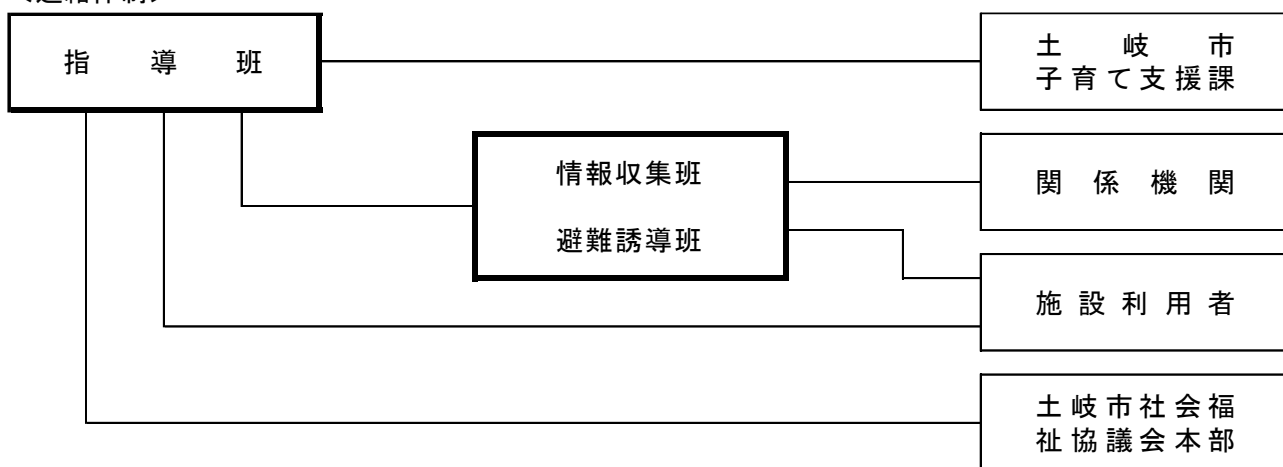 指導班
土岐市
子育て支援課
情報収集班
避難誘導班
関係機関
施設利用者
土岐市社会福
祉協議会本部